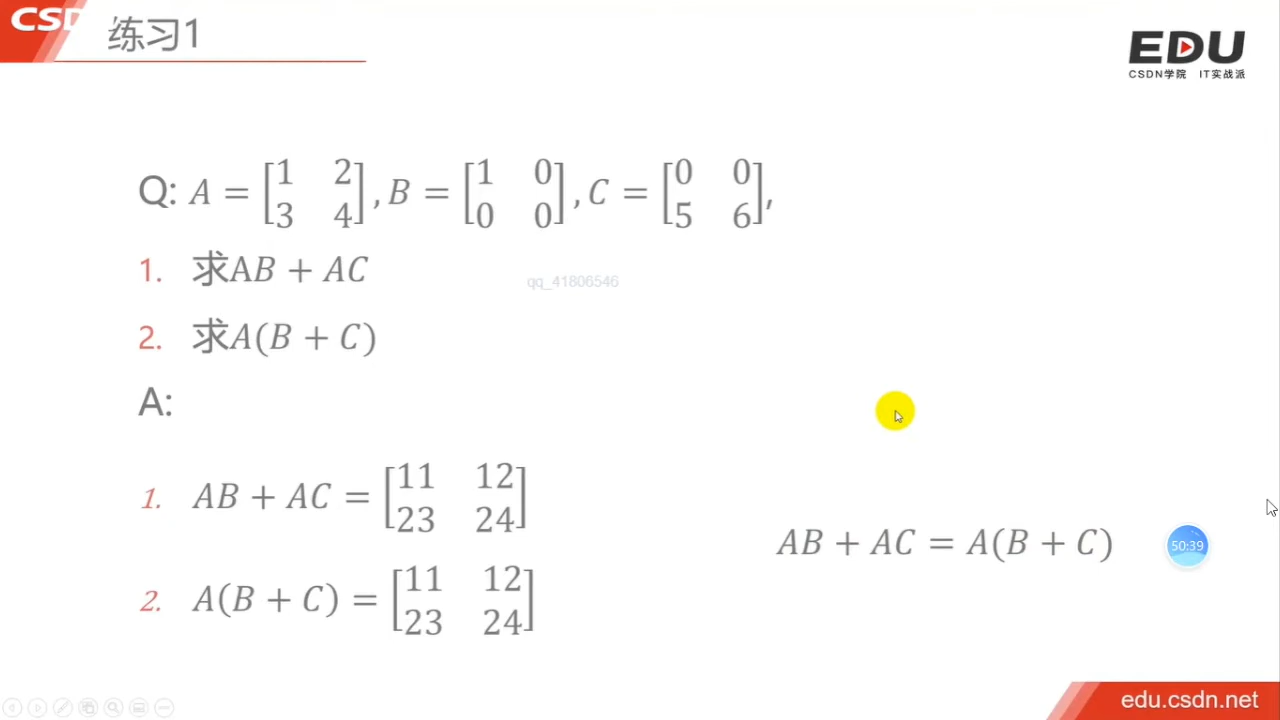 CSD
练习1
EDU
CSDN学院 IT实战派
Q: A = [1 2; 3 4], B = [1 0; 0 0], C = [0 0; 5 6],
1. 求AB + AC
qq_41806546
2. 求A(B + C)
A:
1. AB + AC = [11 12; 23 24]
AB + AC = A(B + C)
50:39
2. A(B + C) = [11 12; 23 24]
edu.csdn.net